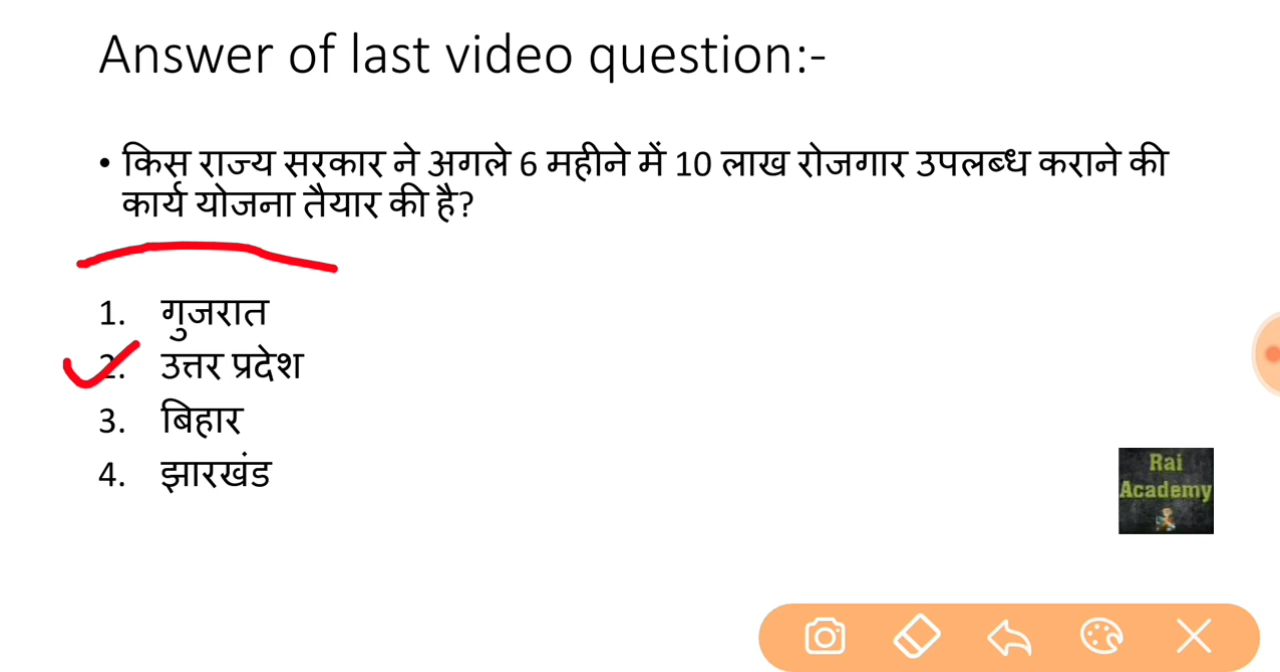 Answer of last video question:-
• किस राज्य सरकार ने अगले 6 महीने में 10 लाख रोजगार उपलब्ध कराने की
कार्य योजना तैयार की है?
1. गुजरात
2. उत्तर प्रदेश
3. बिहार
4. झारखंड
Rai
Academy